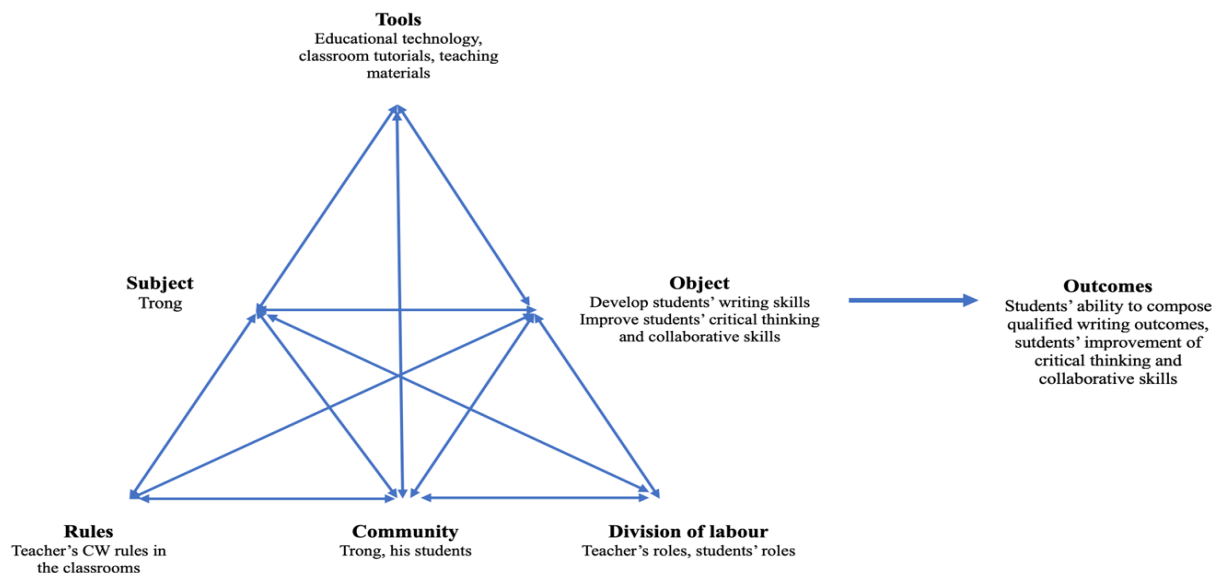 Tools
Educational technology,
classroom tutorials, teaching
materials
Subject
Trong
Object
Develop students' writing skills
Improve students' critical thinking
and collaborative skills
Outcomes
Students' ability to compose
qualified writing outcomes,
sutdents' improvement of
critical thinking and
collaborative skills
Rules
Teacher's CW rules in
the classrooms
Community
Trong, his students
Division of labour
Teacher's roles, students' roles